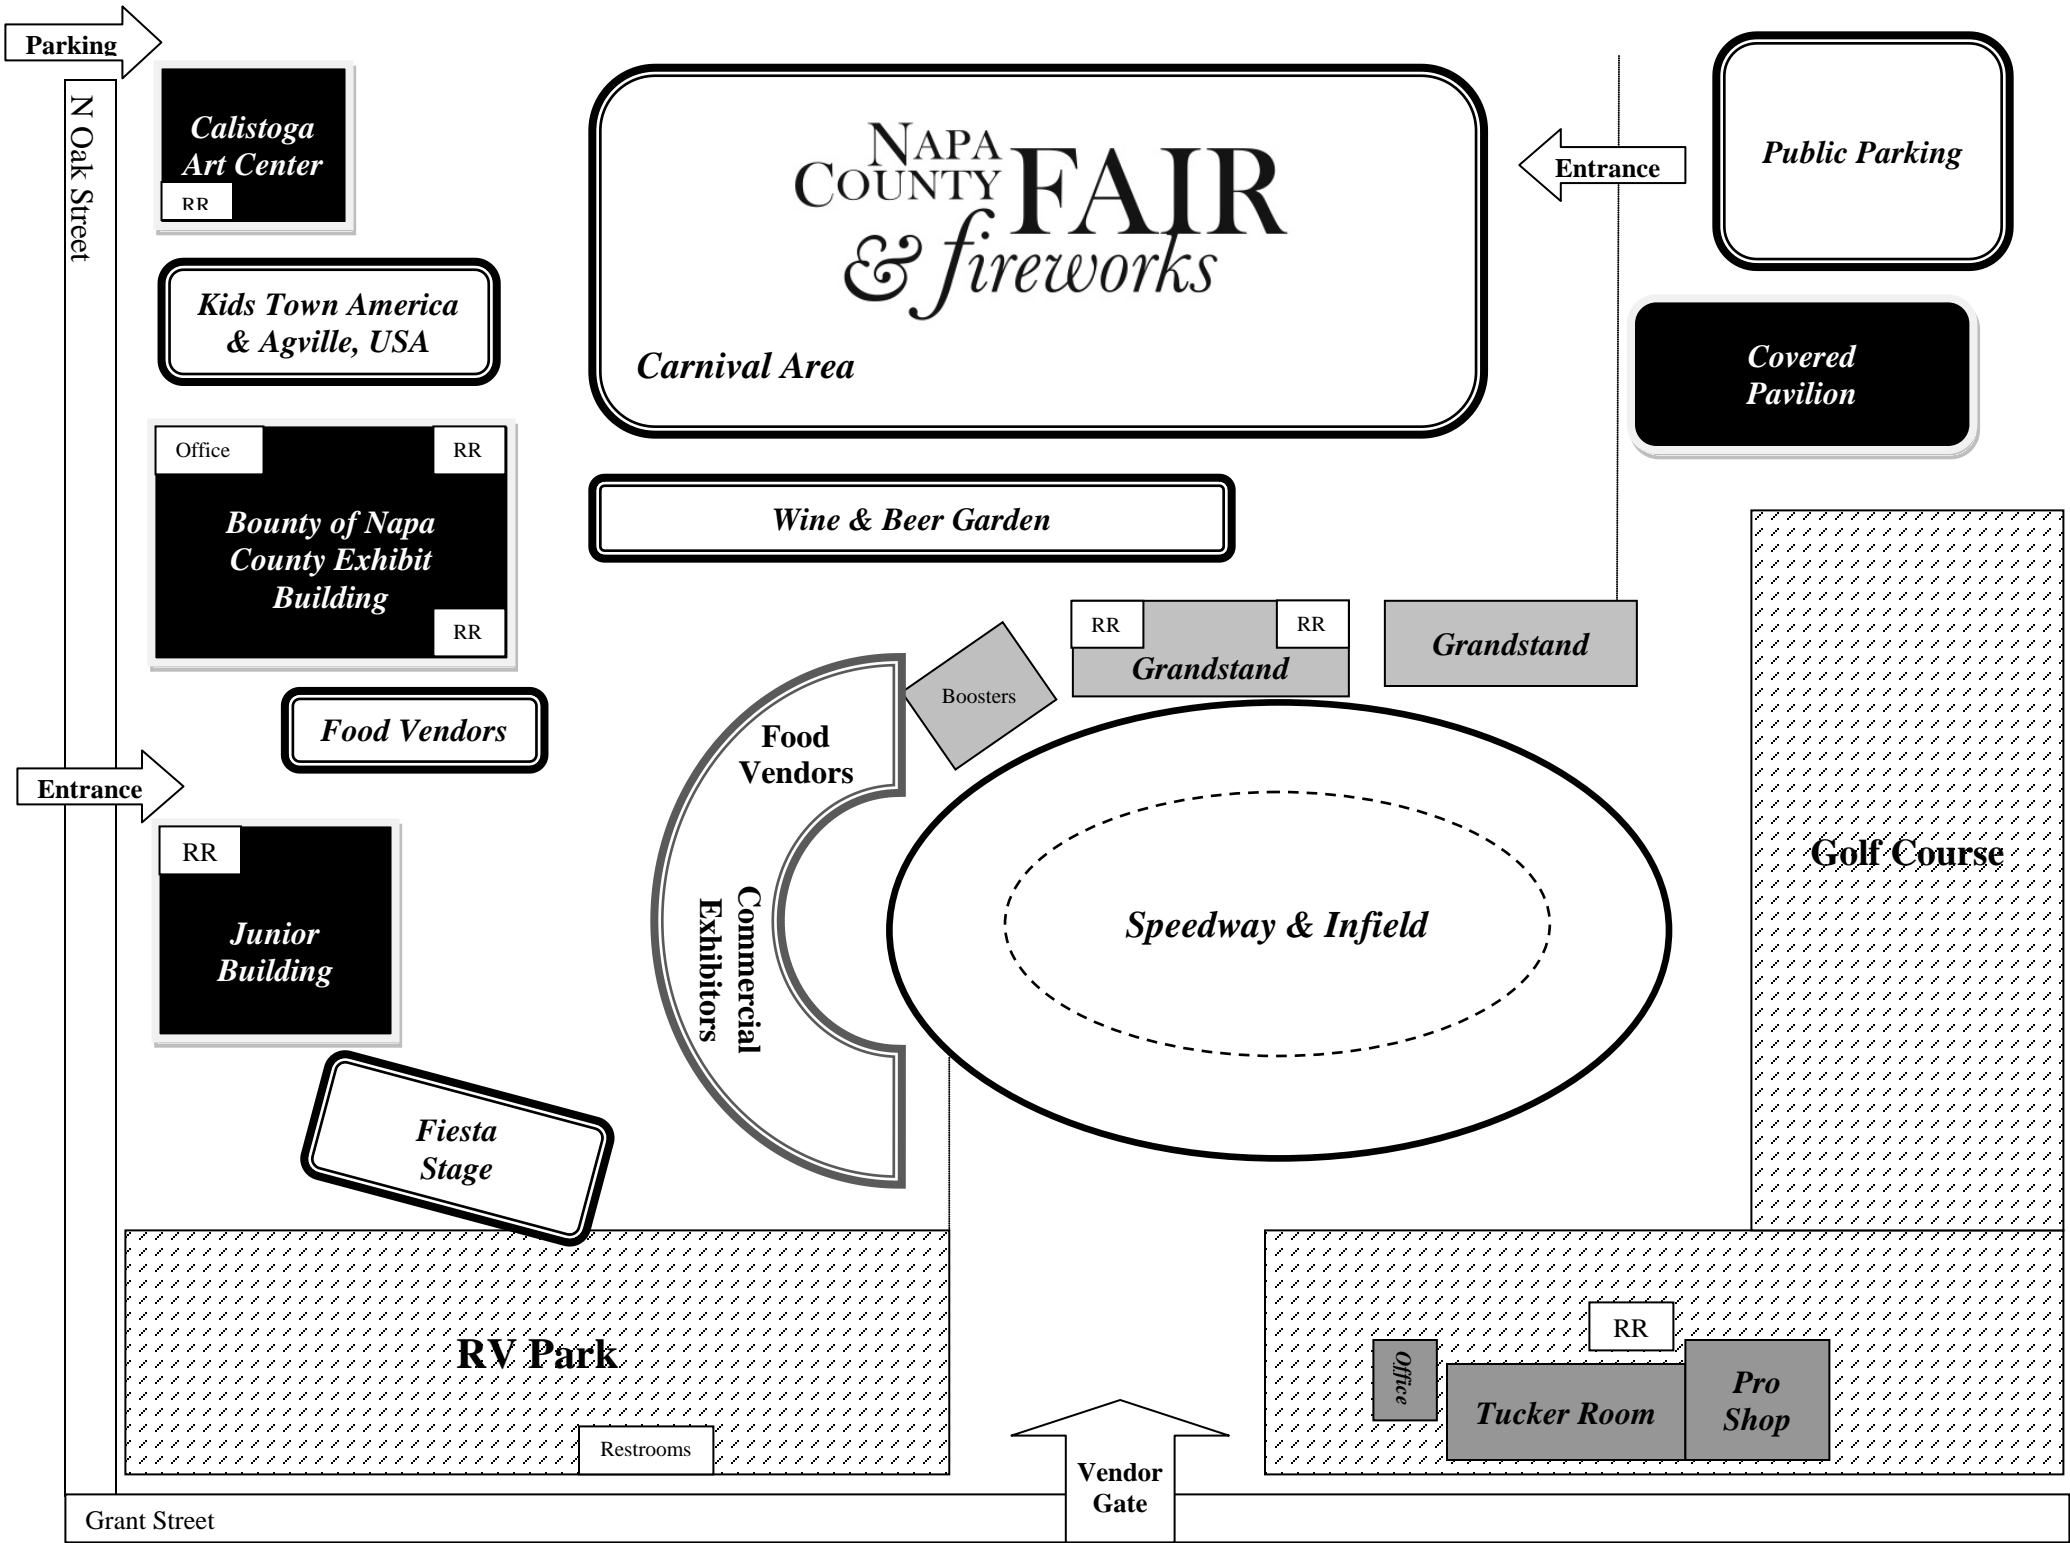 Parking
N Oak Street
Calistoga
Art Center
RR
NAPA
COUNTY
FAIR
& fireworks
Carnival Area
Entrance
Public Parking
Kids Town America
& Agville, USA
Covered
Pavilion
Office
RR
Bounty of Napa
County Exhibit
Building
RR
Wine & Beer Garden
RR
RR
Grandstand
Grandstand
Boosters
Food Vendors
Food
Vendors
Entrance
RR
Junior
Building
Commercial
Exhibitors
Speedway & Infield
Golf Course
Fiesta
Stage
RV Park
Restrooms
RR
Office
Tucker Room
Pro
Shop
Vendor
Gate
Grant Street